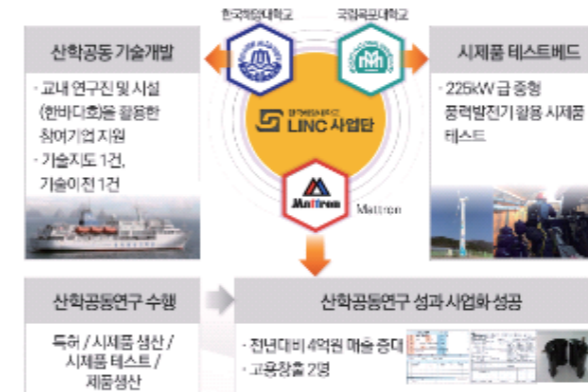 한국해양대학교
국립목포대학교
산학공동 기술개발
· 교내 연구진 및 시설
(한바다호)을 활용한
참여기업 지원
· 기술지도 1건,
기술이전 1건
한국해양대학교
LINC 사업단
Mattron
Mattron
시제품 테스트베드
· 225kW 급 중형
풍력발전기 활용 시제품
테스트
산학공동연구 수행
특허 / 시제품 생산 /
시제품 테스트 /
제품생산
산학공동연구 성과 사업화 성공
· 전년대비 4억원 매출 증대
· 고용창출 2명